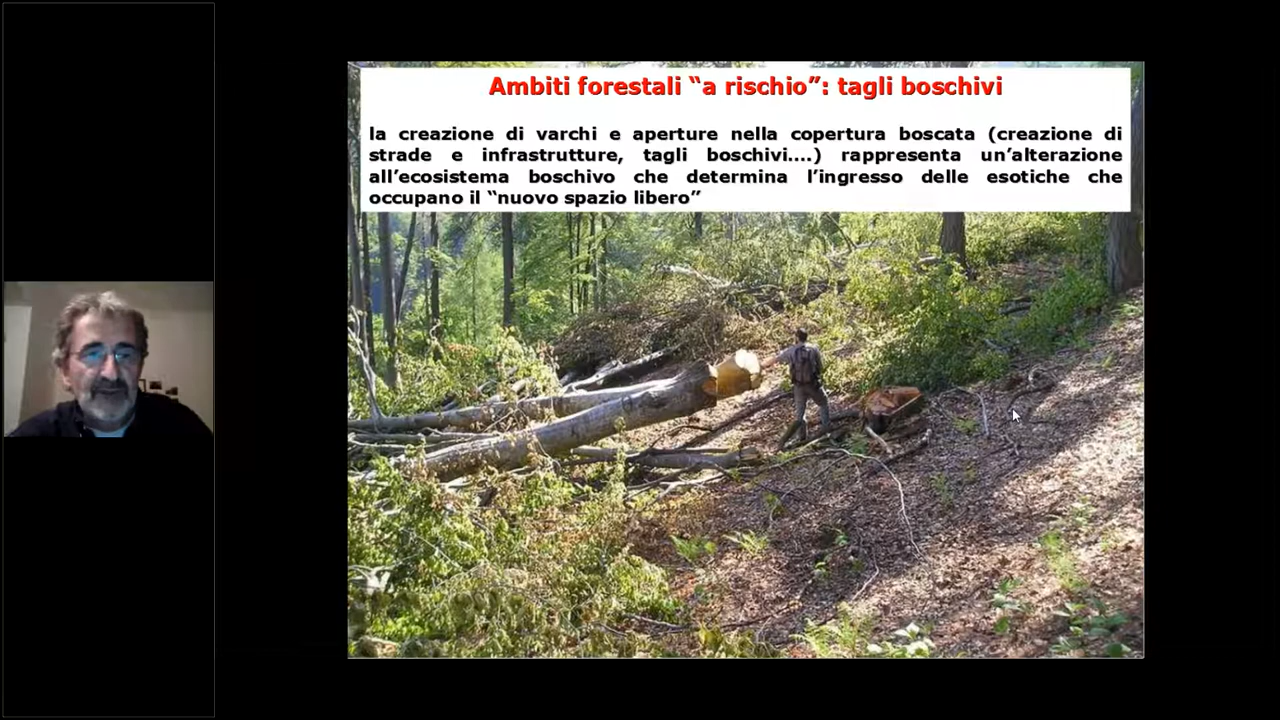 Ambiti forestali “a rischio”: tagli boschivi
la creazione di varchi e aperture nella copertura boscata (creazione di
strade e infrastrutture, tagli boschivi....) rappresenta un’alterazione
all’ecosistema boschivo che determina l’ingresso delle esotiche che
occupano il “nuovo spazio libero”